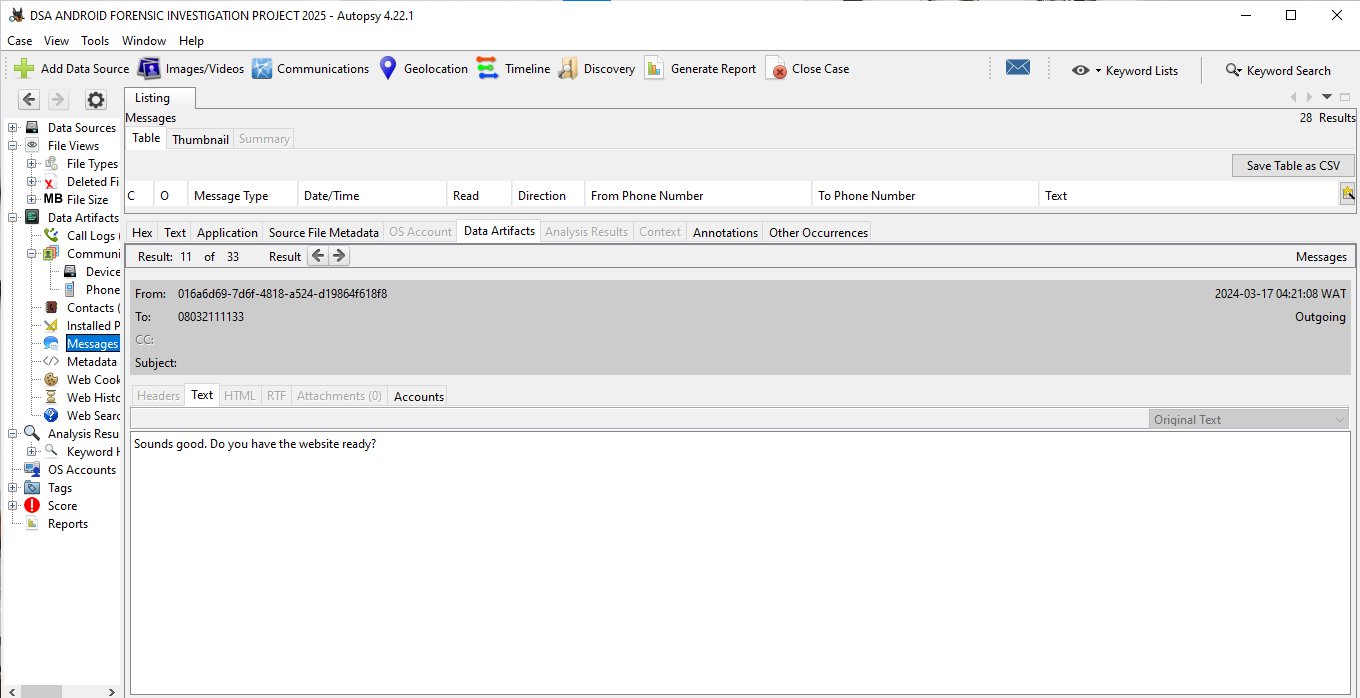 DSA ANDROID FORENSIC INVESTIGATION PROJECT 2025 - Autopsy 4.22.1
Case View Tools Window Help
Add Data Source Images/Videos Communications Geolocation Timeline Discovery Generate Report Close Case Keyword Lists Keyword Search
Listing
Messages 28 Results
Table Thumbnail Summary
Save Table as CSV
C O Message Type Date/Time Read Direction From Phone Number To Phone Number Text
Hex Text Application Source File Metadata OS Account Data Artifacts Analysis Results Context Annotations Other Occurrences
Result: 11 of 33 Result Messages
From: 016a6d69-7d6f-4818-a524-d19864f618f8 2024-03-17 04:21:08 WAT
To: 08032111133 Outgoing
CC:
Subject:
Headers Text HTML RTF Attachments (0) Accounts
Original Text
Sounds good. Do you have the website ready?
Data Sources
File Views
File Types
Deleted Fi
MB File Size
Data Artifacts
Call Logs (
Communi
Device
Phone
Contacts (
Installed P
Messages
Metadata
Web Cook
Web Histo
Web Searc
Analysis Resu
Keyword H
OS Accounts
Tags
Score
Reports